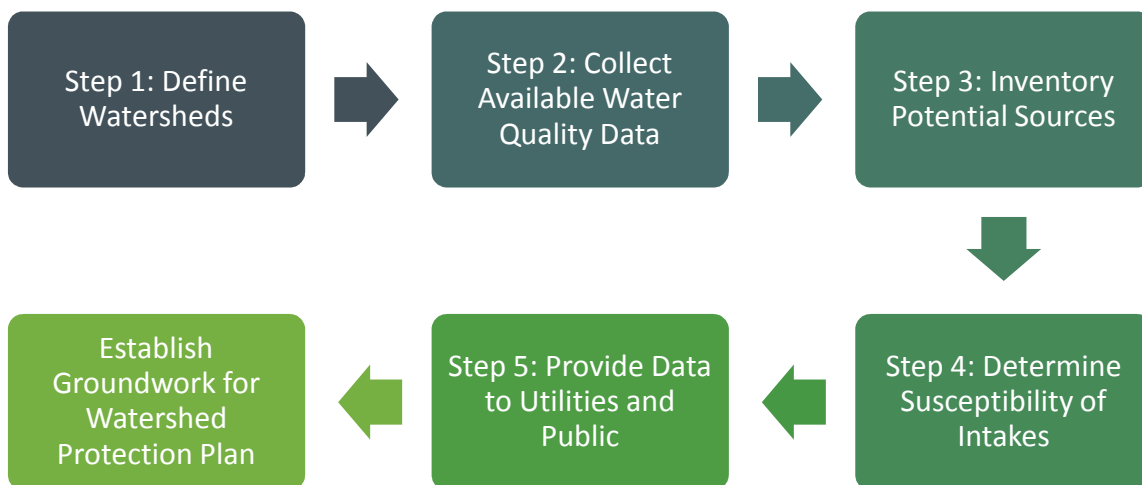 Step 1: Define
Watersheds
Step 2: Collect
Available Water
Quality Data
Step 3: Inventory
Potential Sources
Step 4: Determine
Susceptibility of
Intakes
Step 5: Provide Data
to Utilities and
Public
Establish
Groundwork for
Watershed
Protection Plan